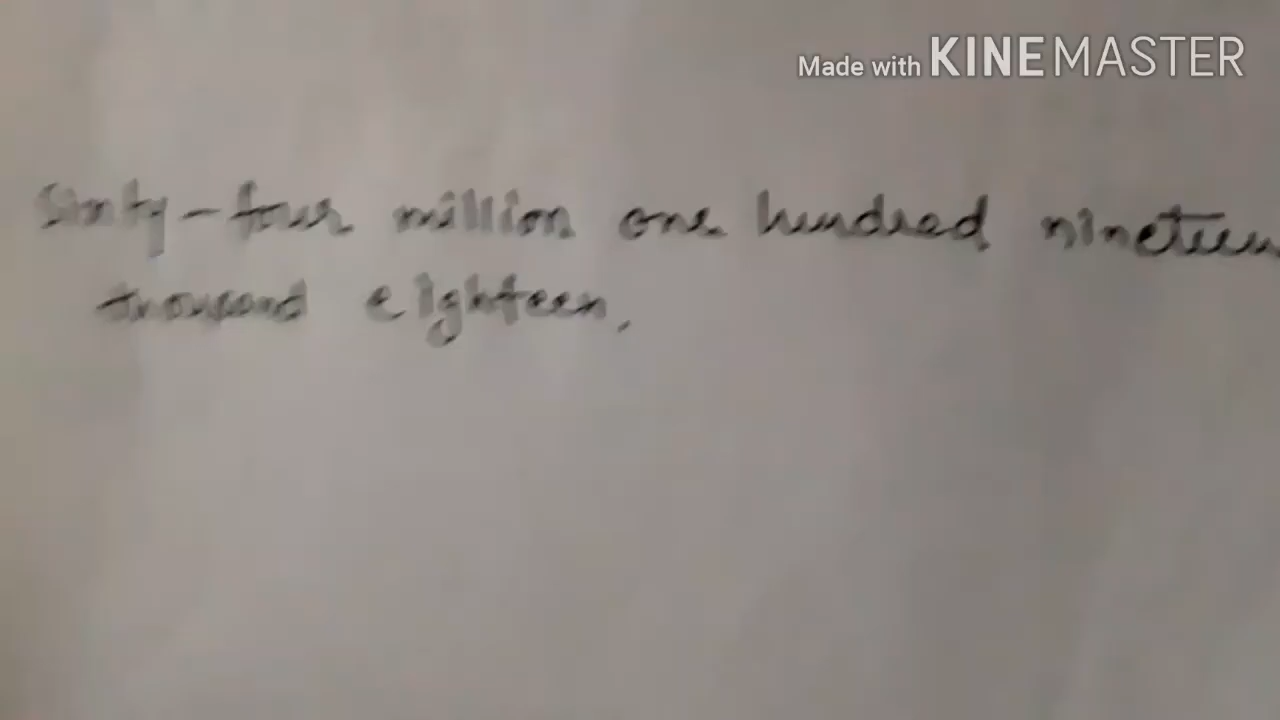 Made with KINEMASTER
Sixty-four million one hundred nineteen
thousand eighteen,